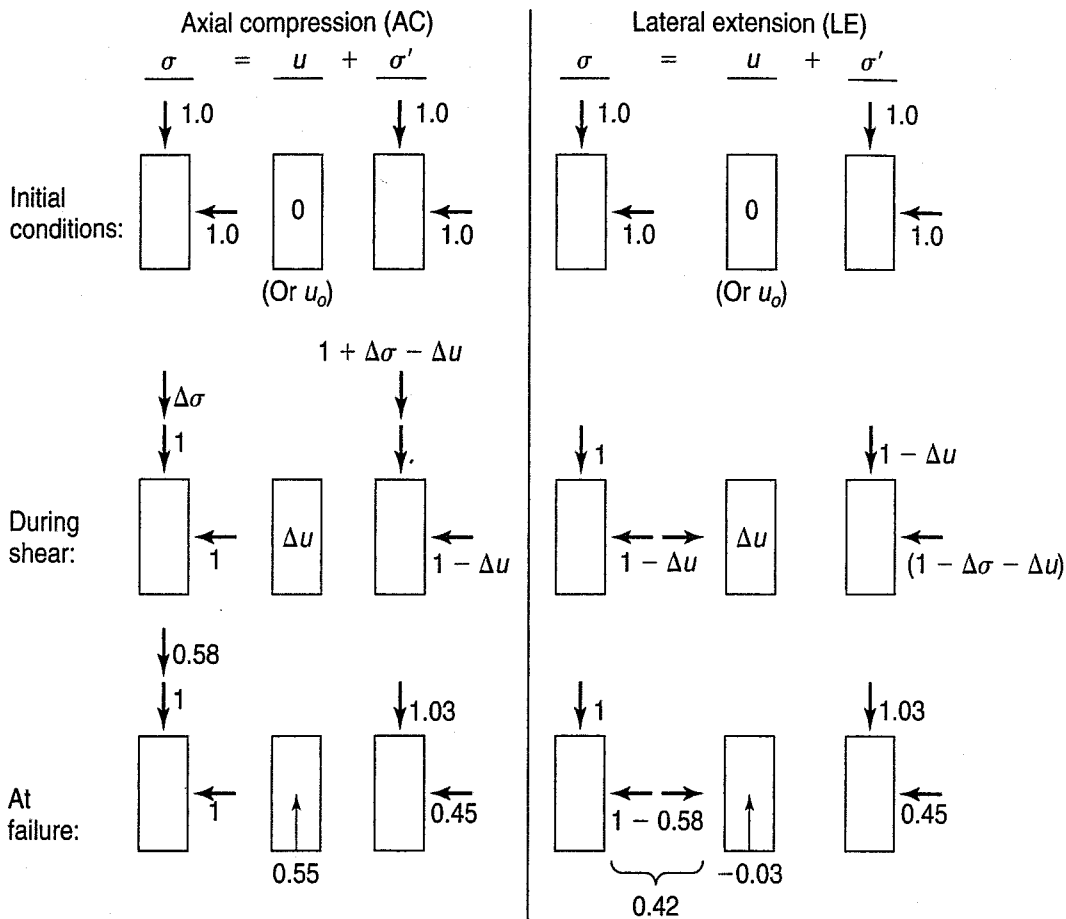 Axial compression (AC)
σ = u + σ′
1.0
1.0
Initial
conditions:
1.0
0
1.0
(Or uₒ)
1 + Δσ − Δu
Δσ
1
During
shear:
1
Δu
1 − Δu
0.58
1
1.03
At
failure:
1
0.55
0.45
Lateral extension (LE)
σ = u + σ′
1.0
1.0
1.0
0
1.0
(Or uₒ)
1
1 − Δu
1 − Δu
Δu
(1 − Δσ − Δu)
1
1.03
1 − 0.58
−0.03
0.45
0.42